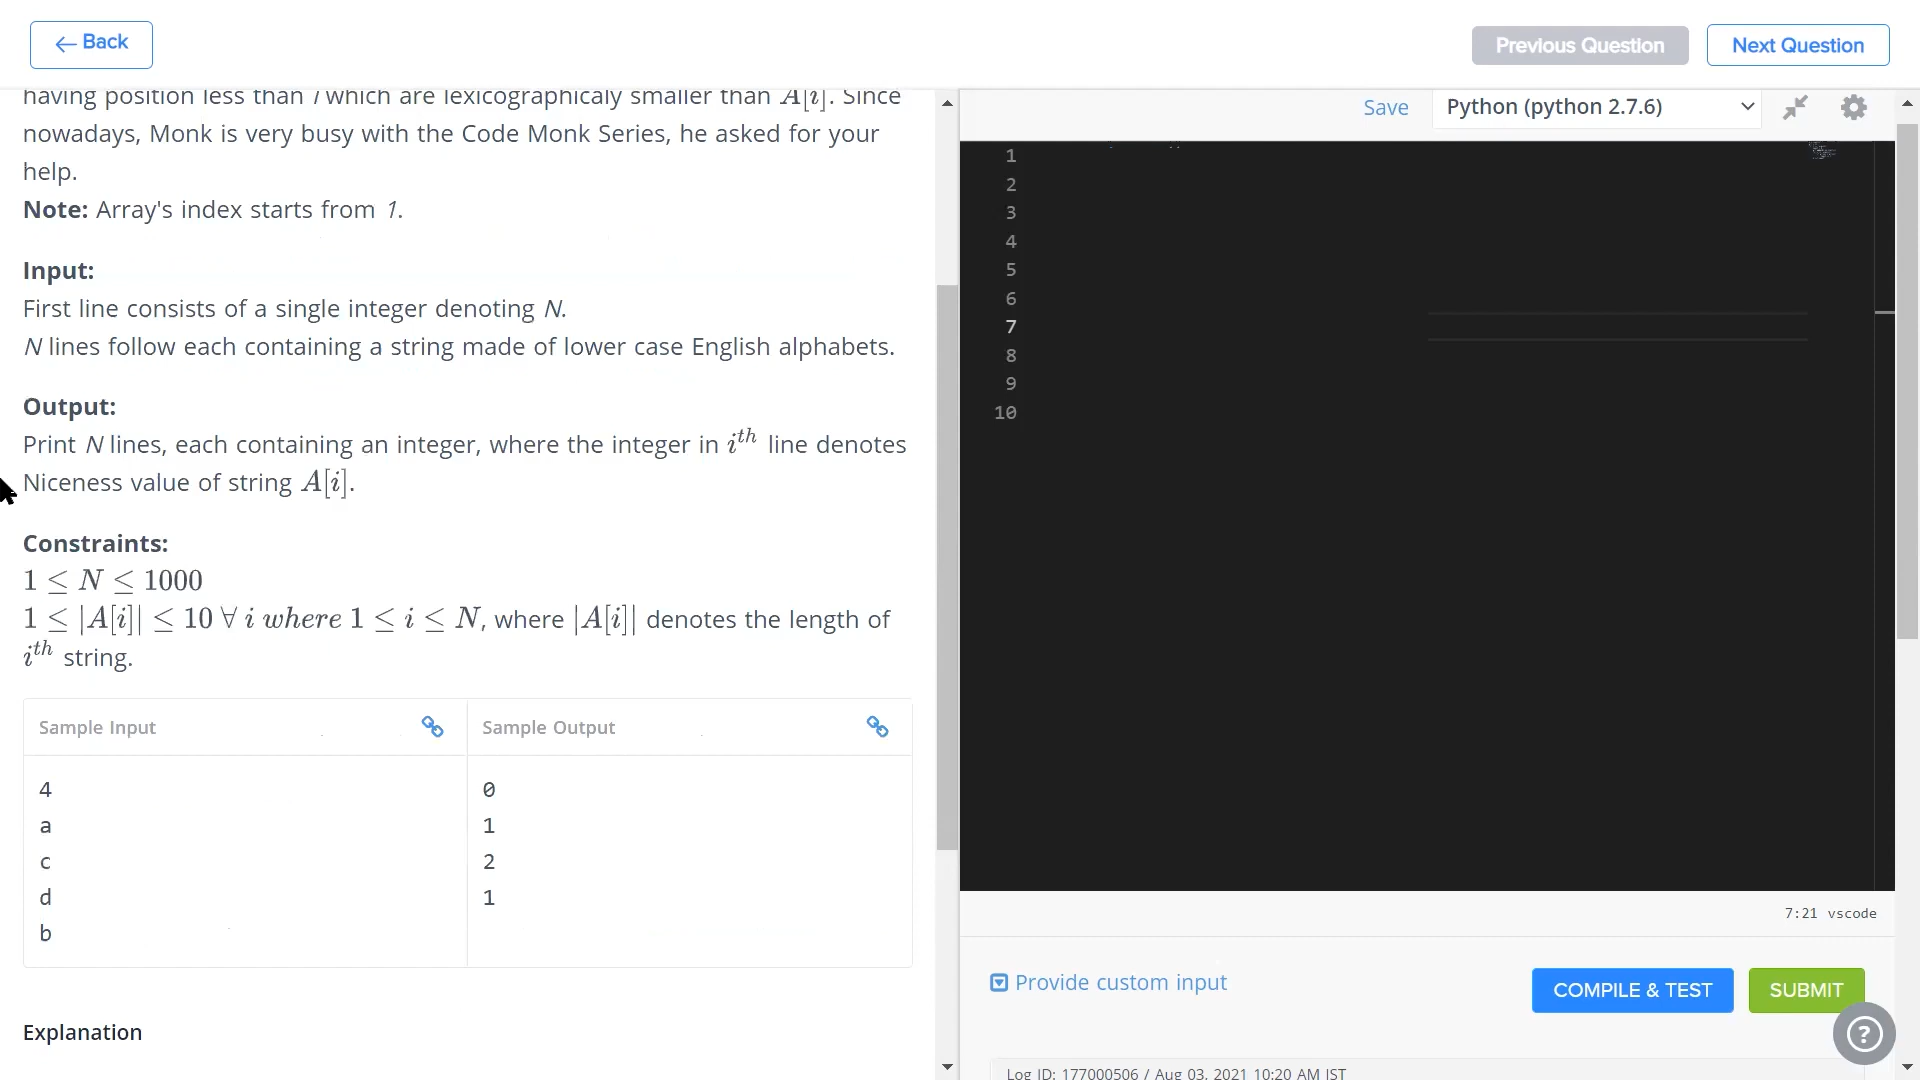 ← Back
Previous Question
Next Question
having position less than i which are lexicographicaly smaller than A[i]. Since
nowadays, Monk is very busy with the Code Monk Series, he asked for your
help.
Note: Array's index starts from 1.
Input:
First line consists of a single integer denoting N.
N lines follow each containing a string made of lower case English alphabets.
Output:
Print N lines, each containing an integer, where the integer in i^th line denotes
Niceness value of string A[i].
Constraints:
1 ≤ N ≤ 1000
1 ≤ |A[i]| ≤ 10 ∀ i where 1 ≤ i ≤ N, where |A[i]| denotes the length of
i^th string.
Sample Input
4
a
c
d
b
Sample Output
0
1
2
1
Explanation
Save
Python (python 2.7.6)
1
2
3
4
5
6
7
8
9
10
7:21 vscode
Provide custom input
COMPILE & TEST
SUBMIT
?
Log ID: 177000506 / Aug 03, 2021 10:20 AM IST